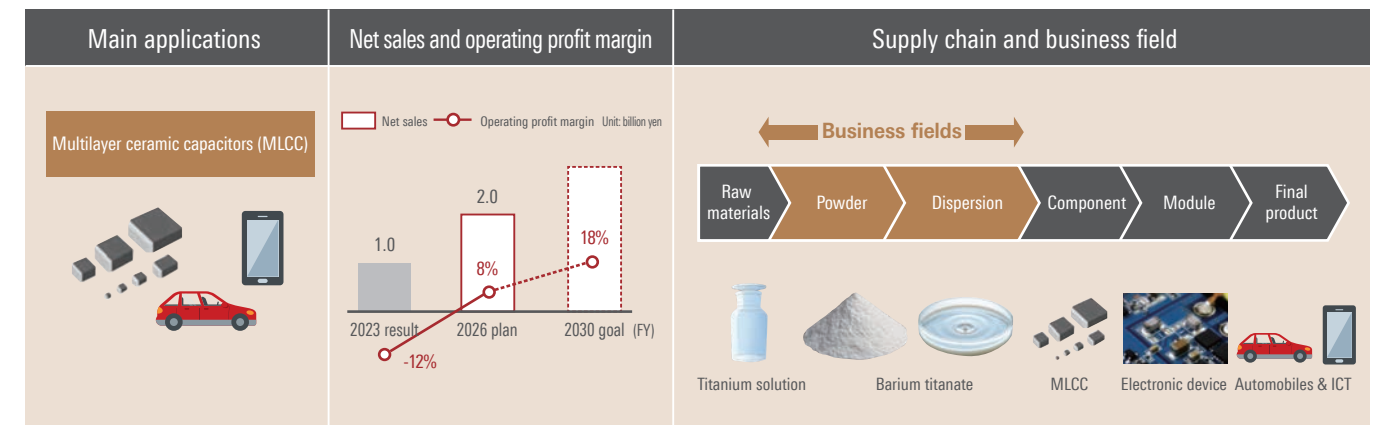 Main applications
Net sales and operating profit margin
Supply chain and business field
Multilayer ceramic capacitors (MLCC)
Net sales
Operating profit margin
Unit: billion yen
1.0
2.0
8%
18%
-12%
2023 result
2026 plan
2030 goal
(FY)
Business fields
Raw
materials
Powder
Dispersion
Component
Module
Final
product
Titanium solution
Barium titanate
MLCC
Electronic device
Automobiles & ICT